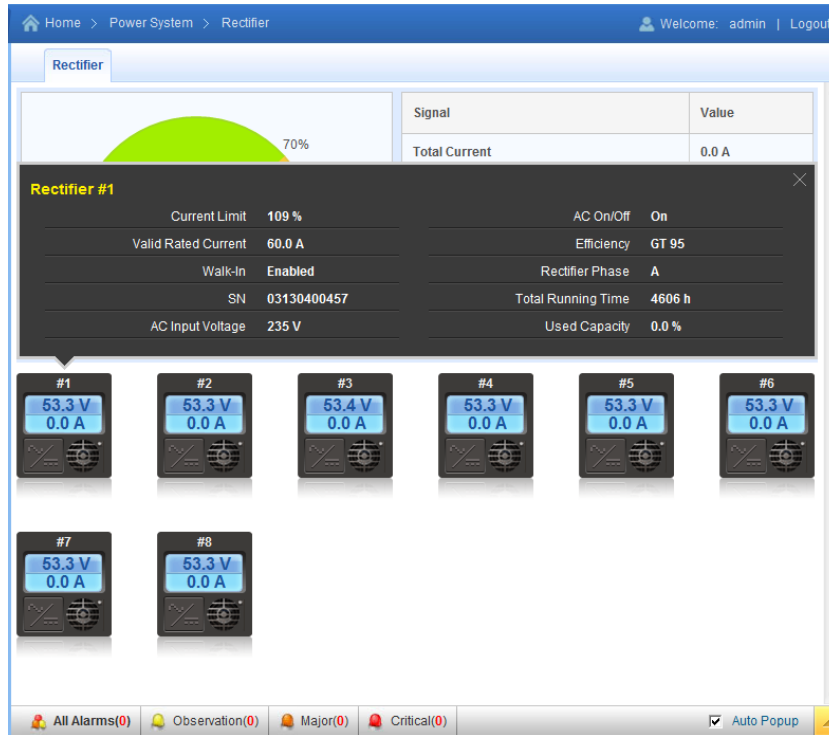 Home > Power System > Rectifier
Welcome: admin | Logout
Rectifier
70%
Signal Value
Total Current 0.0 A
Rectifier #1
Current Limit 109 % AC On/Off On
Valid Rated Current 60.0 A Efficiency GT 95
Walk-In Enabled Rectifier Phase A
SN 03130400457 Total Running Time 4606 h
AC Input Voltage 235 V Used Capacity 0.0 %
#1 #2 #3 #4 #5 #6
53.3 V 53.3 V 53.4 V 53.3 V 53.3 V 53.3 V
0.0 A 0.0 A 0.0 A 0.0 A 0.0 A 0.0 A
#7 #8
53.3 V 53.3 V
0.0 A 0.0 A
All Alarms(0) Observation(0) Major(0) Critical(0) Auto Popup